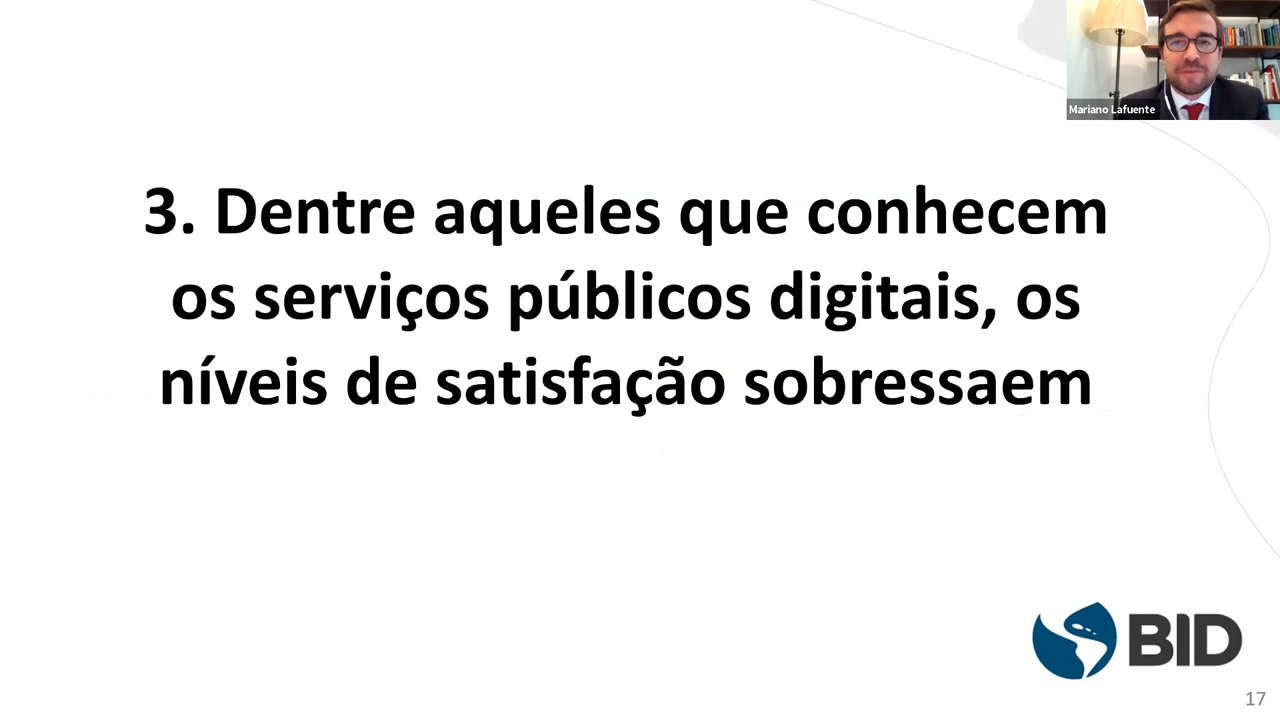 Mariano Lafuente
3. Dentre aqueles que conhecem
os serviços públicos digitais, os
níveis de satisfação sobressaem
BID
17